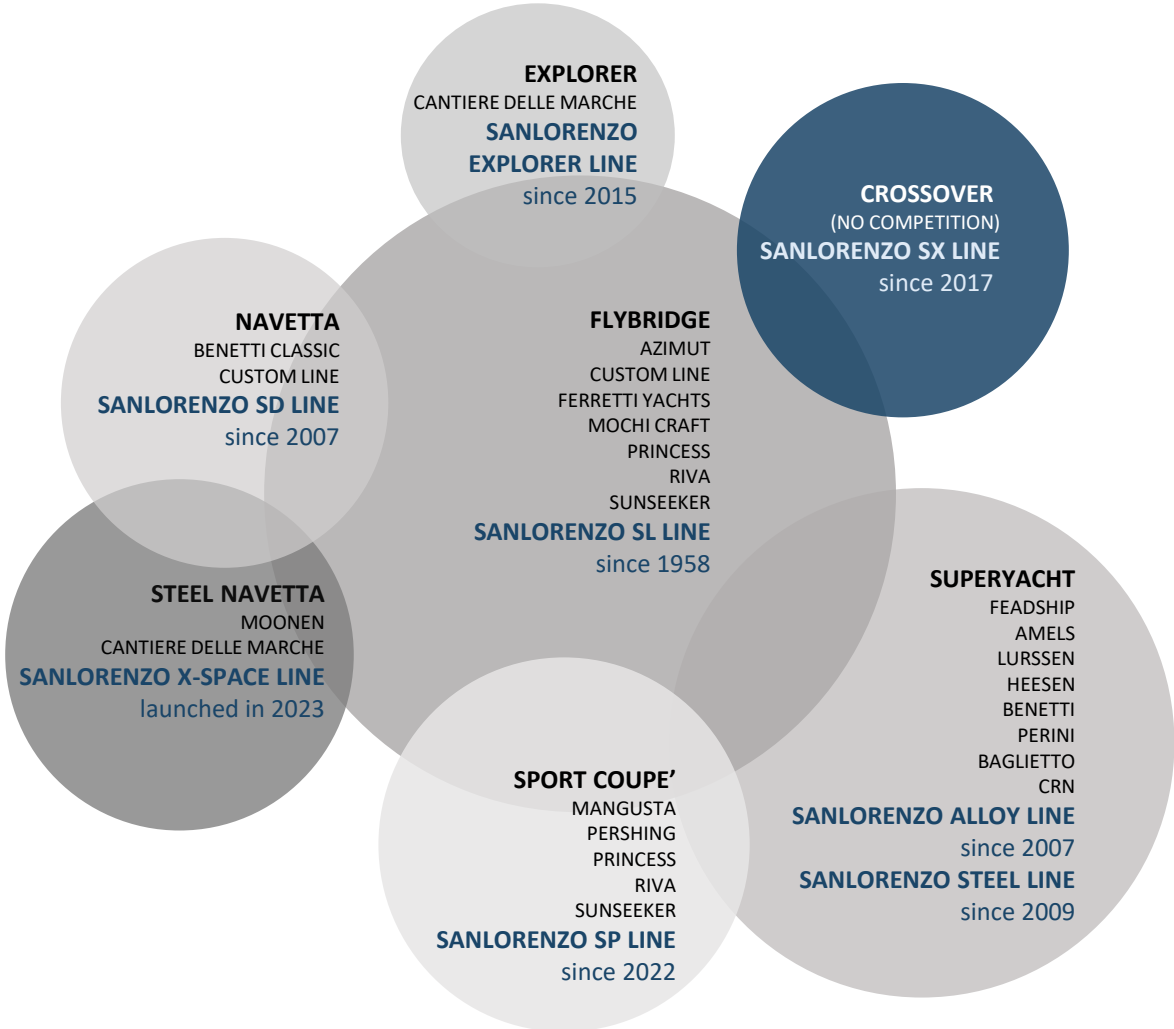 EXPLORER
CANTIERE DELLE MARCHE
SANLORENZO
EXPLORER LINE
since 2015
CROSSOVER
(NO COMPETITION)
SANLORENZO SX LINE
since 2017
NAVETTA
BENETTI CLASSIC
CUSTOM LINE
SANLORENZO SD LINE
since 2007
FLYBRIDGE
AZIMUT
CUSTOM LINE
FERRETTI YACHTS
MOCHI CRAFT
PRINCESS
RIVA
SUNSEEKER
SANLORENZO SL LINE
since 1958
STEEL NAVETTA
MOONEN
CANTIERE DELLE MARCHE
SANLORENZO X-SPACE LINE
launched in 2023
SUPERYACHT
FEADSHIP
AMELS
LURSSEN
HEESEN
BENETTI
PERINI
BAGLIETTO
CRN
SANLORENZO ALLOY LINE
since 2007
SANLORENZO STEEL LINE
since 2009
SPORT COUPE’
MANGUSTA
PERSHING
PRINCESS
RIVA
SUNSEEKER
SANLORENZO SP LINE
since 2022